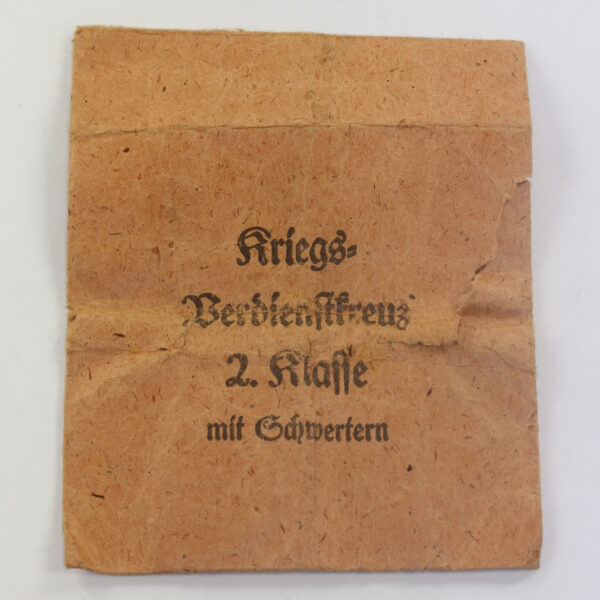 Kriegs-
Verdienstkreuz
2. Klasse
mit Schwertern